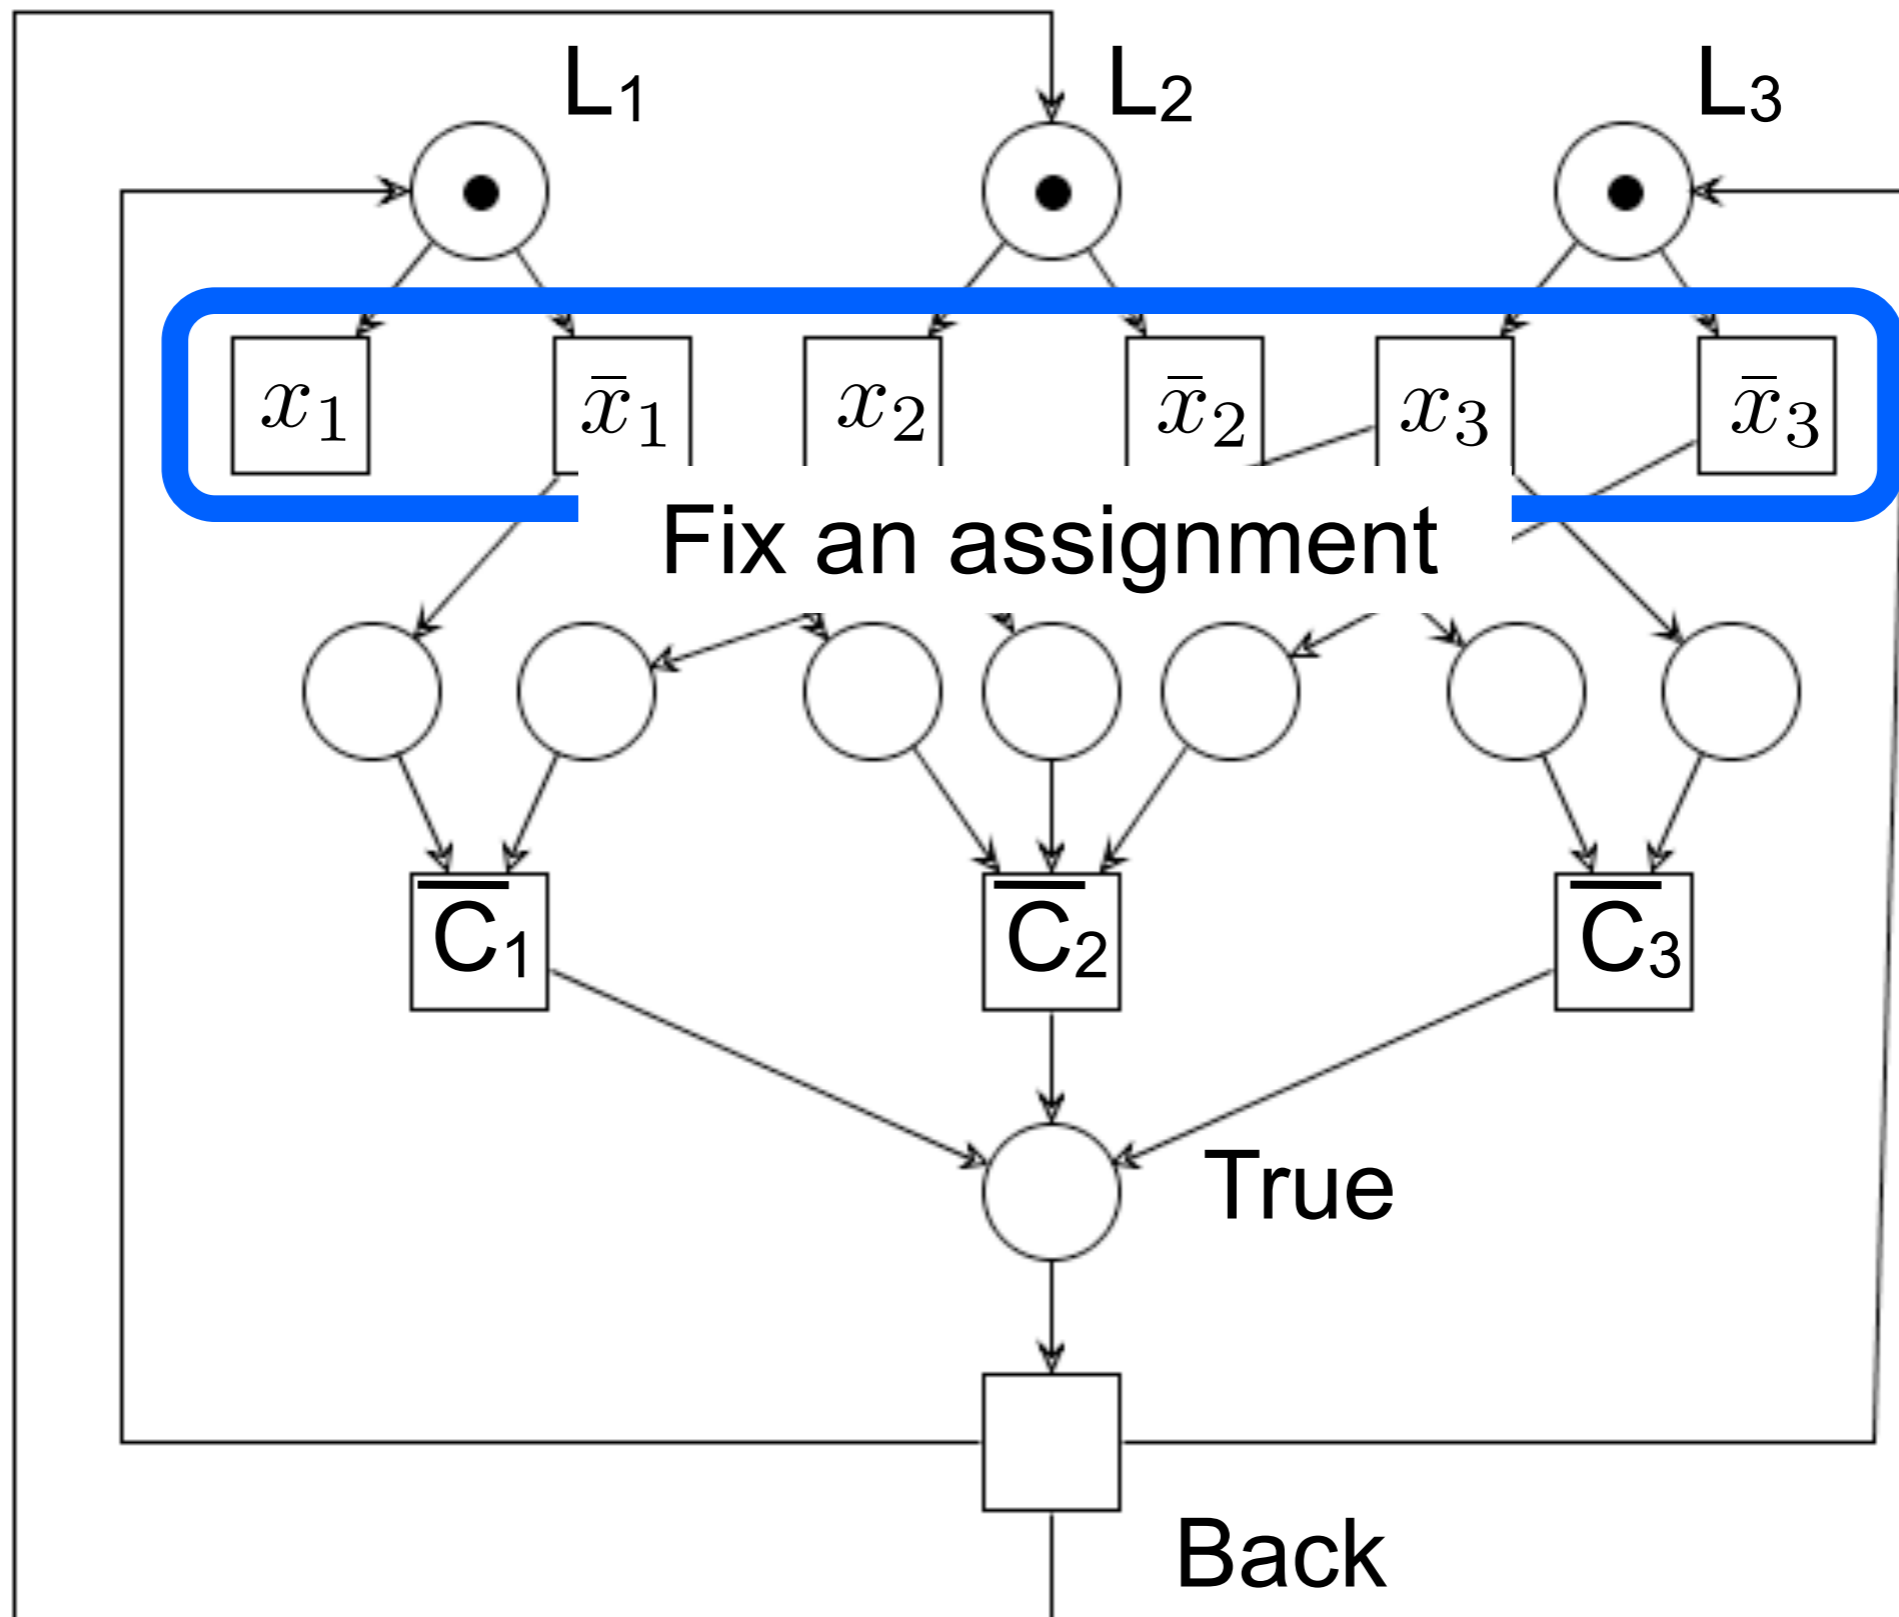 L₁ L₂ L₃
x₁ x̄₁ x₂ x̄₂ x₃ x̄₃
Fix an assignment
C̅₁ C̅₂ C̅₃
True
Back